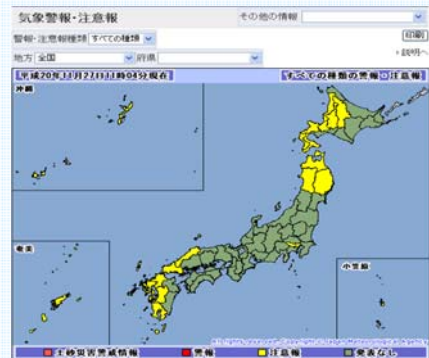 気象警報・注意報
その他の情報
警報・注意報種類 すべての種類
印刷
地方 全国 府県
説明へ
平成20年11月27日11時04分現在
すべての種類の警報・注意報
沖縄
奄美
小笠原
土砂災害警戒情報 警報 注意報 発表なし